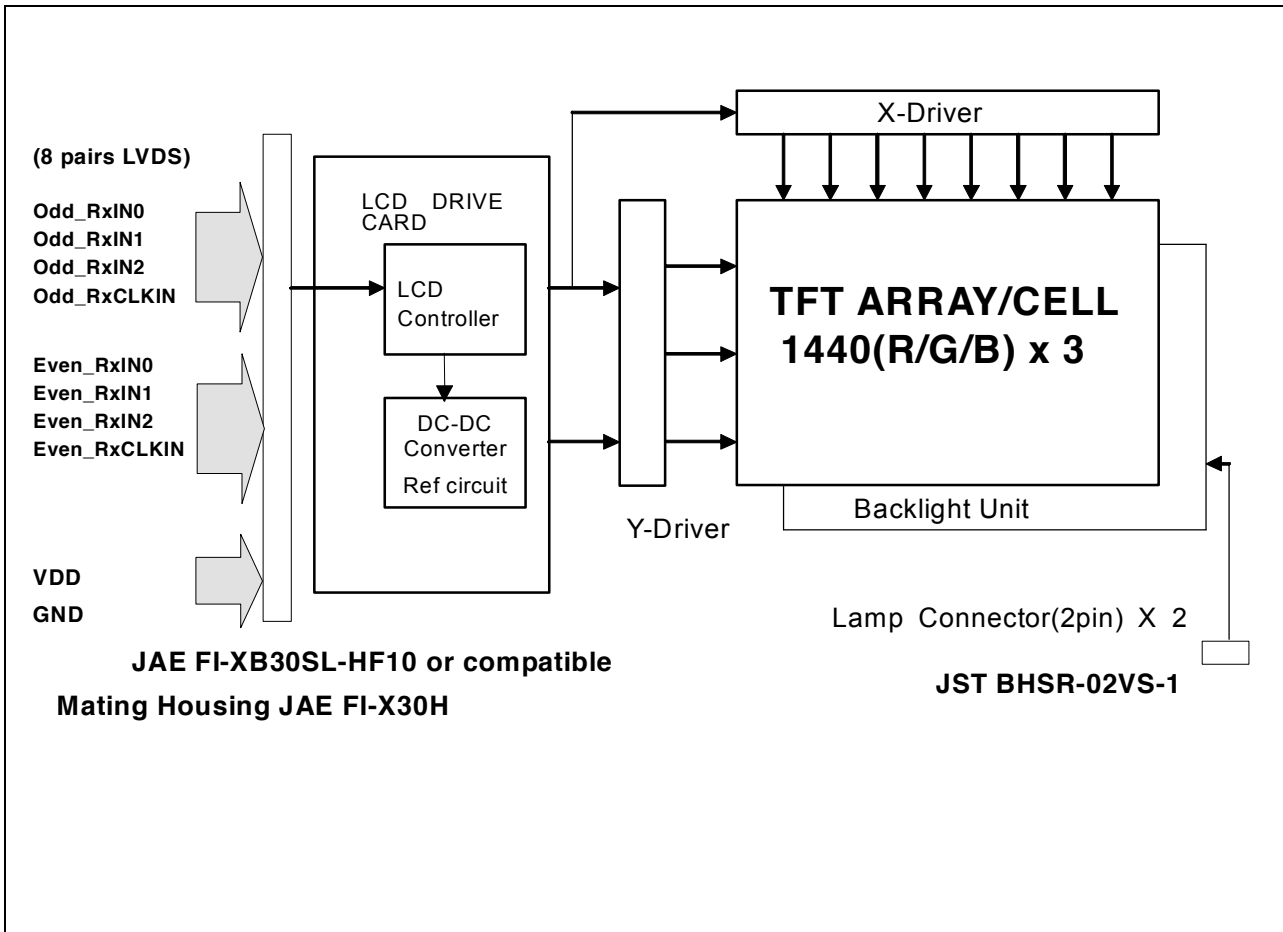 X-Driver
(8 pairs LVDS)
Odd_RxIN0
Odd_RxIN1
Odd_RxIN2
Odd_RxCLKIN
LCD DRIVE
CARD
LCD
Controller
TFT ARRAY/CELL
1440(R/G/B) x 3
Even_RxIN0
Even_RxIN1
Even_RxIN2
Even_RxCLKIN
DC-DC
Converter
Ref circuit
Backlight Unit
Y-Driver
VDD
GND
Lamp Connector(2pin) X 2
JAE FI-XB30SL-HF10 or compatible
JST BHSR-02VS-1
Mating Housing JAE FI-X30H